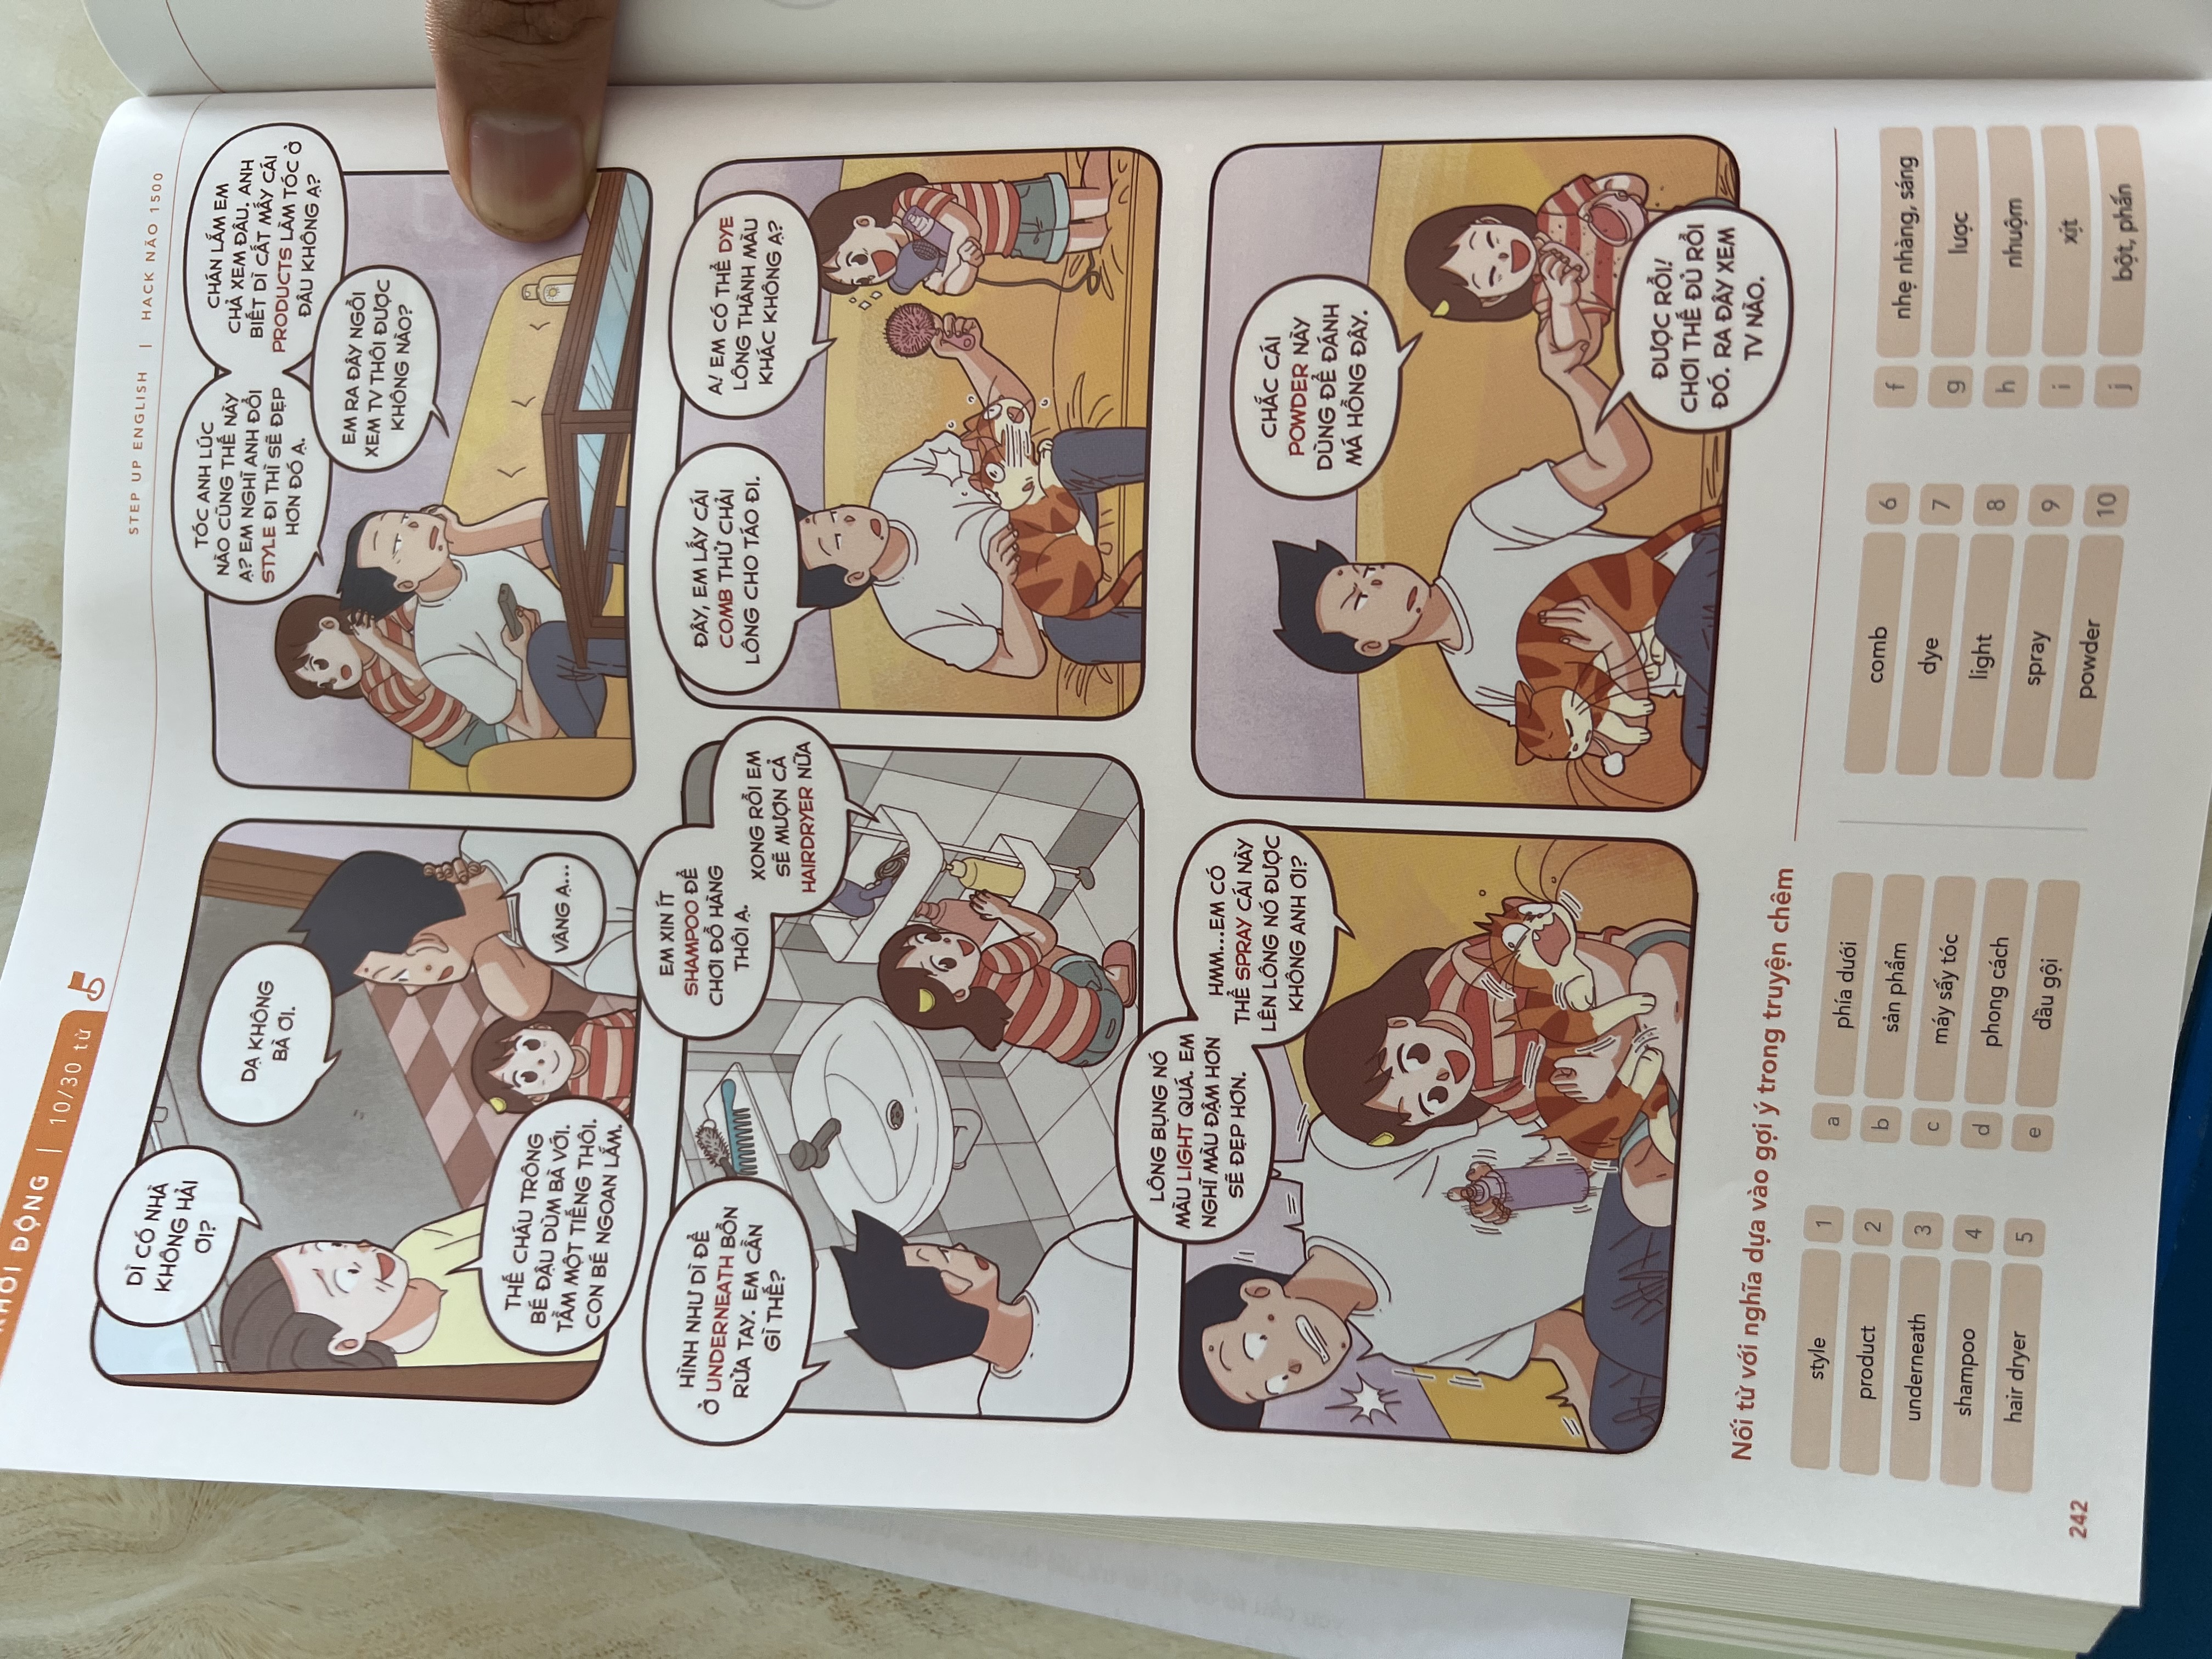 ĐỘNG | 10/30 từ
STEP UP ENGLISH | HACK NÃO 1500
DÌ CÓ NHÀ
KHÔNG HẢI
ƠI?
DẠ KHÔNG
BÀ ƠI.
THẾ CHÁU TRÔNG
BÉ ĐẬU DÙM BÀ VỚI.
TẦM MỘT TIẾNG THÔI.
CON BÉ NGOAN LẮM.
VÂNG Ạ...
TÓC ANH LÚC
NÀO CŨNG THẾ NÀY
Ạ? EM NGHĨ ANH ĐỔI
STYLE ĐI THÌ SẼ ĐẸP
HƠN ĐÓ Ạ.
CHÁN LẮM EM
CHẢ XEM ĐÂU. ANH
BIẾT DÌ CẤT MẤY CÁI
PRODUCTS LÀM TÓC Ở
ĐÂU KHÔNG Ạ?
EM RA ĐÂY NGỒI
XEM TV THÔI ĐƯỢC
KHÔNG NÀO?
HÌNH NHƯ DÌ ĐỂ
Ở UNDERNEATH BỒN
RỬA TAY. EM CẦN
GÌ THẾ?
EM XIN ÍT
SHAMPOO ĐỂ
CHƠI ĐỒ HÀNG
THÔI Ạ.
XONG RỒI EM
SẼ MƯỢN CẢ
HAIRDRYER NỮA
ĐÂY, EM LẤY CÁI
COMB THỬ CHẢI
LÔNG CHO TÁO ĐI.
A! EM CÓ THỂ DYE
LÔNG THÀNH MÀU
KHÁC KHÔNG Ạ?
LÔNG BỤNG NÓ
MÀU LIGHT QUÁ. EM
NGHĨ MÀU ĐẬM HƠN
SẼ ĐẸP HƠN.
HMM...EM CÓ
THỂ SPRAY CÁI NÀY
LÊN LÔNG NÓ ĐƯỢC
KHÔNG ANH ƠI?
CHẮC CÁI
POWDER NÀY
DÙNG ĐỂ ĐÁNH
MÁ HỒNG ĐÂY.
ĐƯỢC RỒI!
CHƠI THẾ ĐỦ RỒI
ĐÓ. RA ĐÂY XEM
TV NÀO.
Nối từ với nghĩa dựa vào gợi ý trong truyện chêm
style 1 a phía dưới
product 2 b sản phẩm
underneath 3 c máy sấy tóc
shampoo 4 d phong cách
hair dryer 5 e dầu gội
comb 6 f nhẹ nhàng, sáng
dye 7 g lược
light 8 h nhuộm
spray 9 i xịt
powder 10 j bột, phấn
242